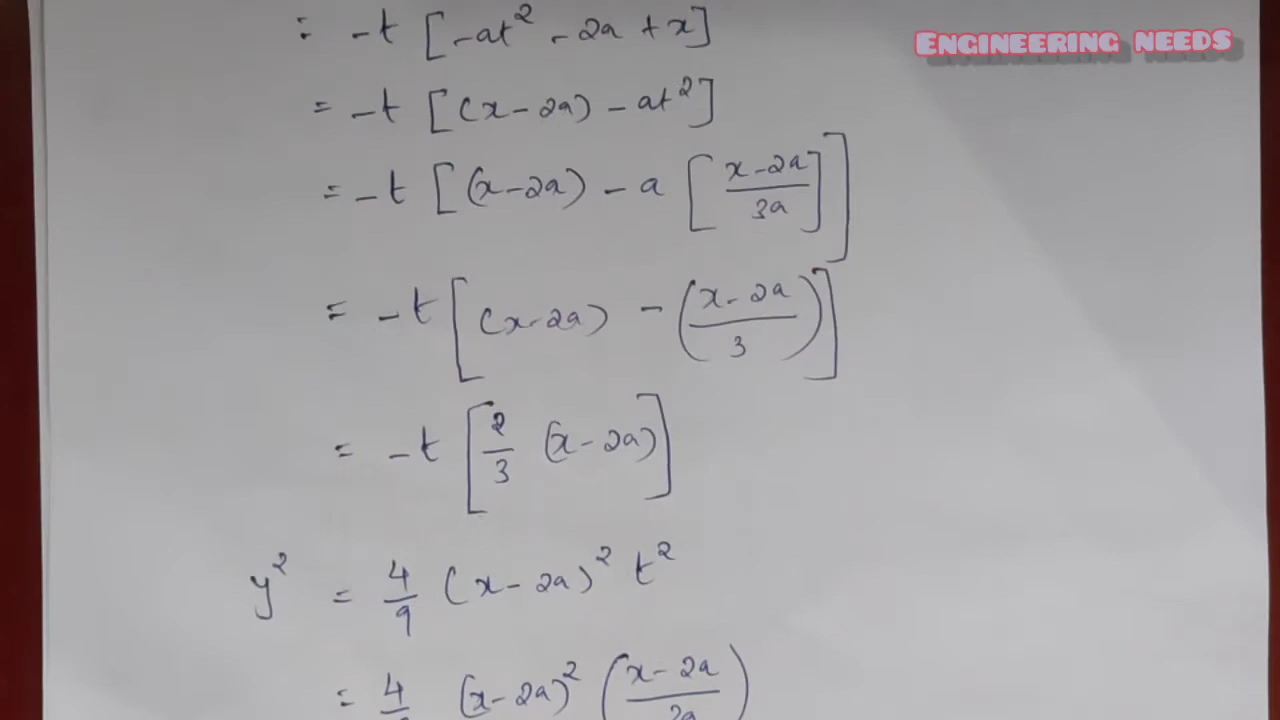 = -t [-at² - 2a + x]
ENGINEERING NEEDS
= -t [(x - 2a) - at²]
= -t [(x - 2a) - a [(x - 2a)/3a]]
= -t [(x - 2a) - ((x - 2a)/3)]
= -t [2/3 (x - 2a)]
y² = 4/9 (x - 2a)² t²
= 4/ (x - 2a)² ((x - 2a)/3a)